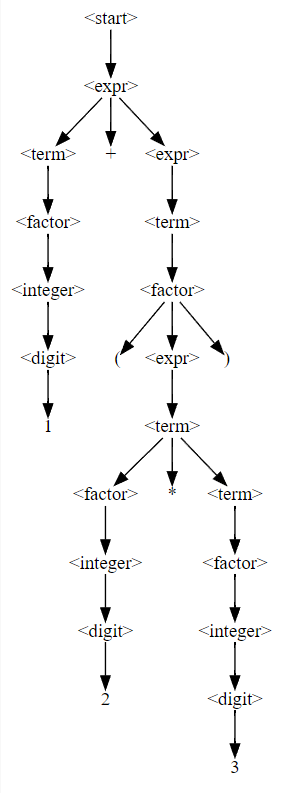 <start>
<expr>
<term> + <expr>
<factor> <term>
<integer> <factor>
<digit> ( <expr> )
1 <term>
<factor> * <term>
<integer> <factor>
<digit> <integer>
2 <digit>
3